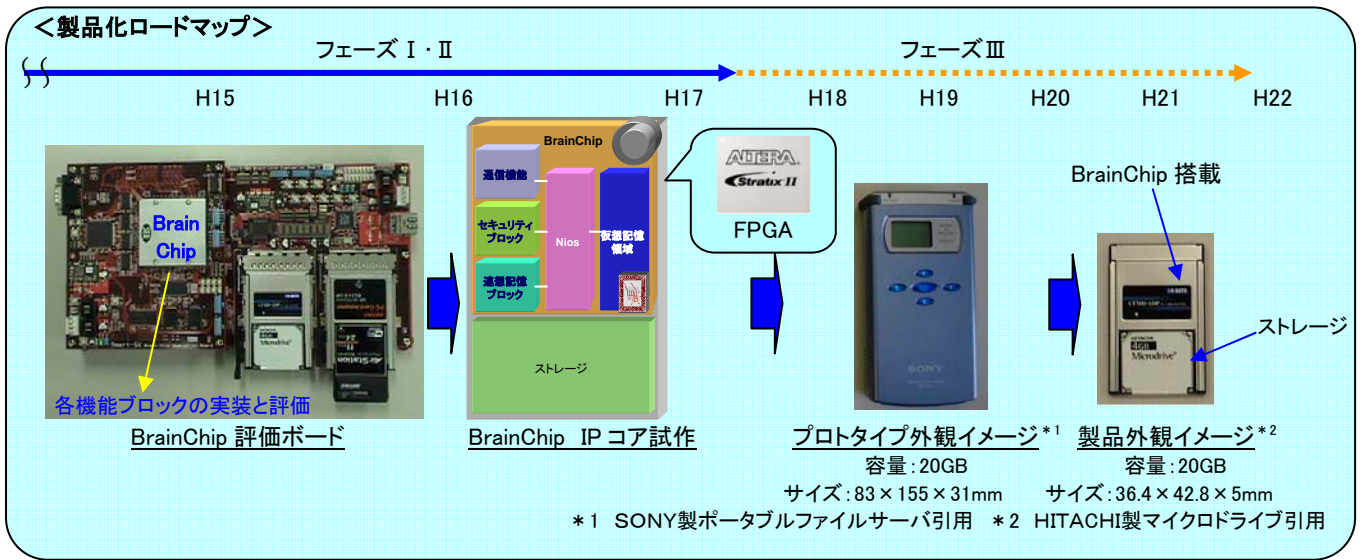 ＜製品化ロードマップ＞
フェーズⅠ・Ⅱ
フェーズⅢ
H15
H16
H17
H18
H19
H20
H21
H22
Brain
Chip
各機能ブロックの実装と評価
BrainChip 評価ボード
BrainChip
通信機能
セキュリティ
ブロック
連想記憶
ブロック
Nios
仮想記憶
領域
ストレージ
BrainChip IPコア試作
ALTERA
Stratix II
FPGA
SONY
プロトタイプ外観イメージ*1
容量:20GB
サイズ:83×155×31mm
BrainChip 搭載
ストレージ
HITACHI
4GB
Microdrive
製品外観イメージ*2
容量:20GB
サイズ:36.4×42.8×5mm
*1 SONY製ポータブルファイルサーバ引用 *2 HITACHI製マイクロドライブ引用